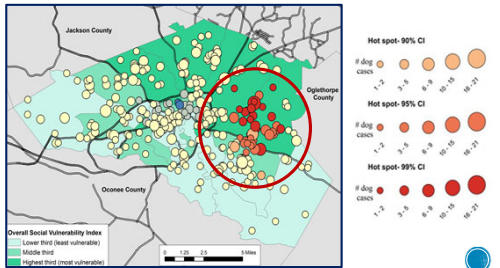 Jackson County
Oglethorpe
County
Oconee County
Overall Social Vulnerability Index
Lower third (least vulnerable)
Middle third
Highest third (most vulnerable)
0 1.25 2.5 5 Miles
Hot spot- 90% CI
# dog
cases
1 - 2 3 - 5 6 - 9 10 - 15 16 - 21
Hot spot- 95% CI
# dog
cases
1 - 2 3 - 5 6 - 9 10 - 15 16 - 21
Hot spot- 99% CI
# dog
cases
1 - 2 3 - 5 6 - 9 10 - 15 16 - 21